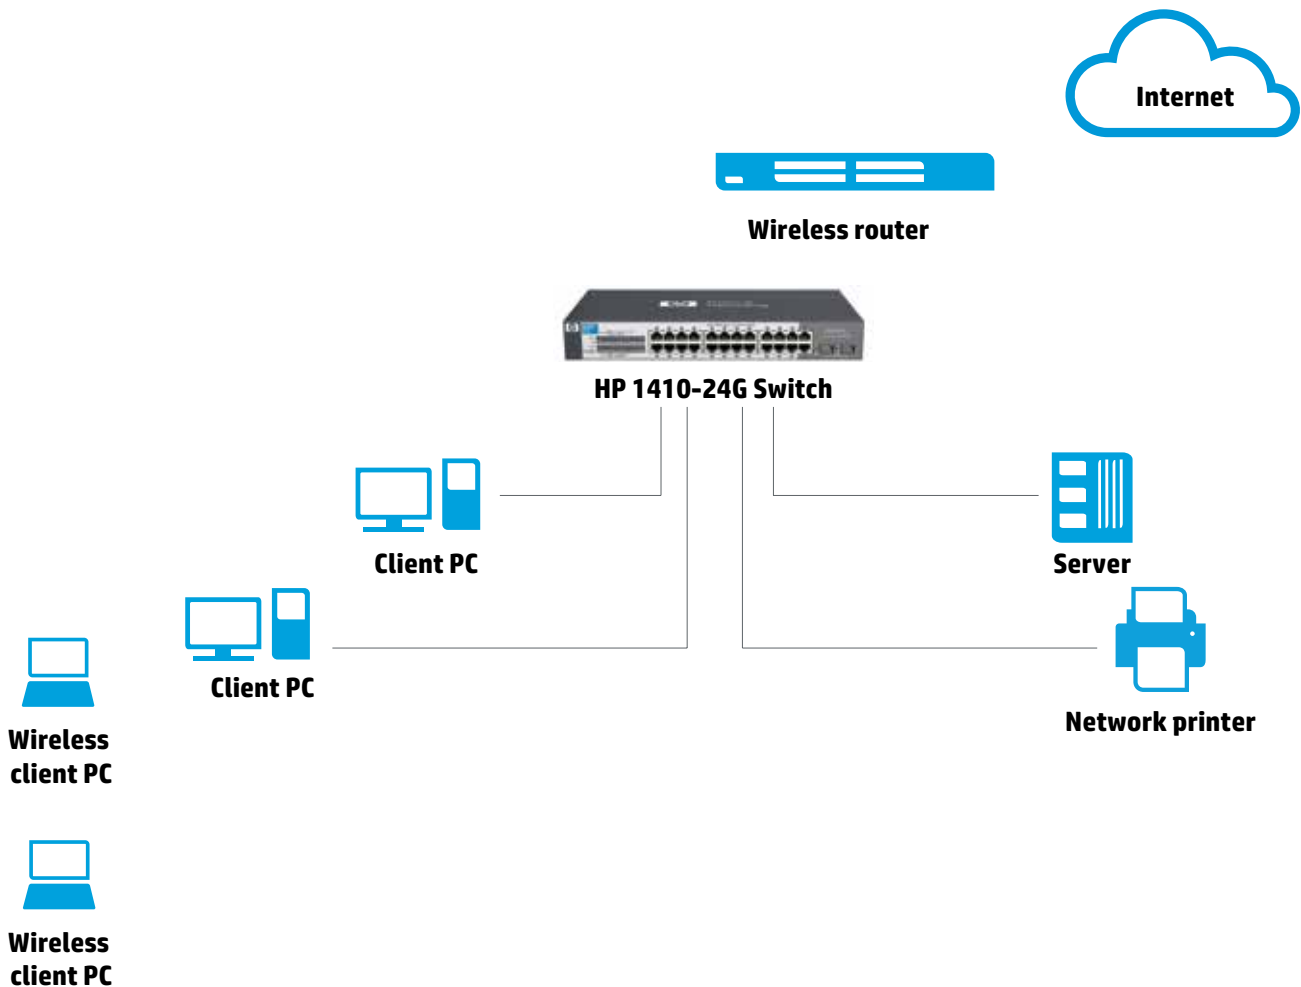 Internet
Wireless router
HP 1410-24G Switch
Client PC
Server
Client PC
Network printer
Wireless
client PC
Wireless
client PC